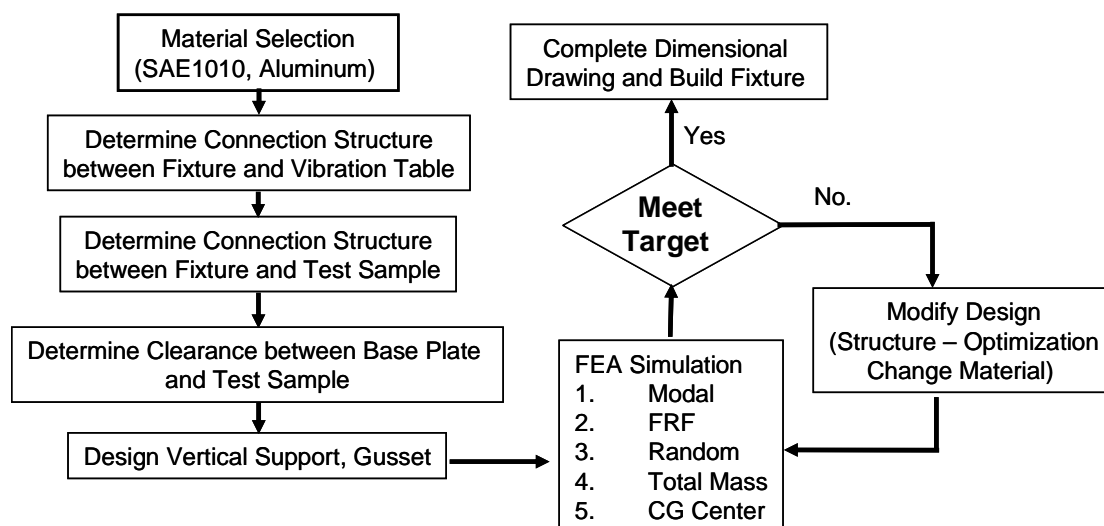 Material Selection
(SAE1010, Aluminum)
Determine Connection Structure
between Fixture and Vibration Table
Determine Connection Structure
between Fixture and Test Sample
Determine Clearance between Base Plate
and Test Sample
Design Vertical Support, Gusset
FEA Simulation
1. Modal
2. FRF
3. Random
4. Total Mass
5. CG Center
Meet
Target
Yes
Complete Dimensional
Drawing and Build Fixture
No.
Modify Design
(Structure – Optimization
Change Material)